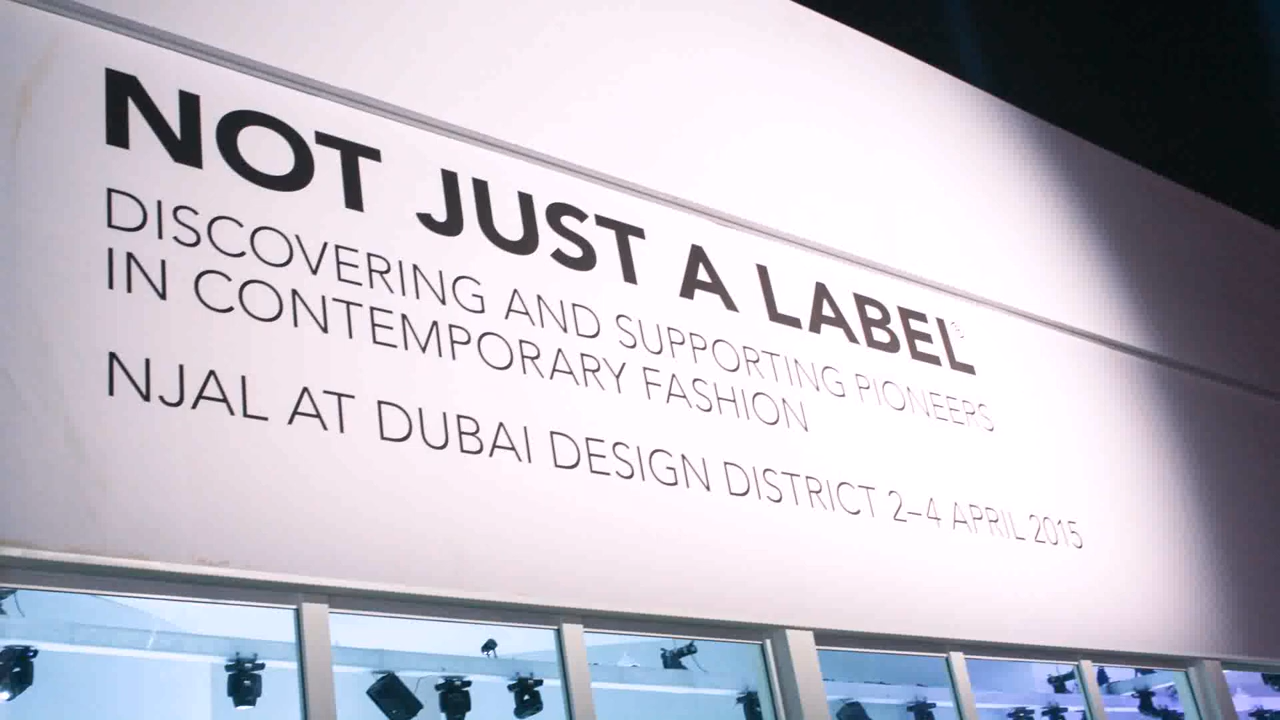 NOT JUST A LABEL®
DISCOVERING AND SUPPORTING PIONEERS
IN CONTEMPORARY FASHION
NJAL AT DUBAI DESIGN DISTRICT 2–4 APRIL 2015